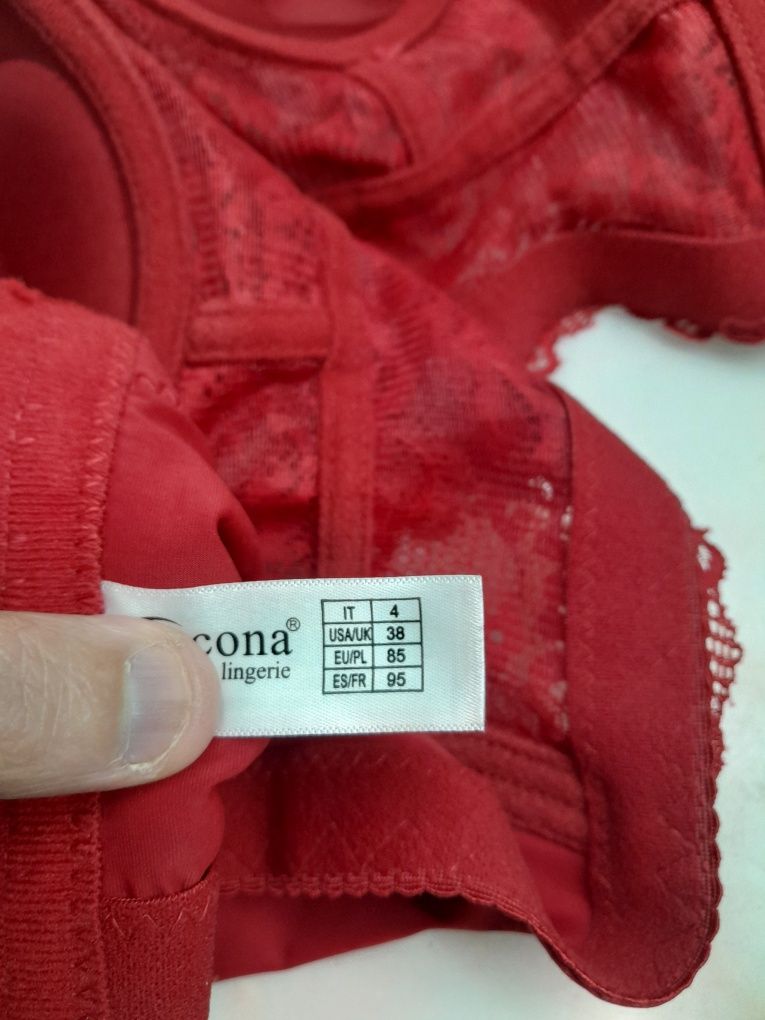 cona®
lingerie
IT 4
USA/UK 38
EU/PL 85
ES/FR 95